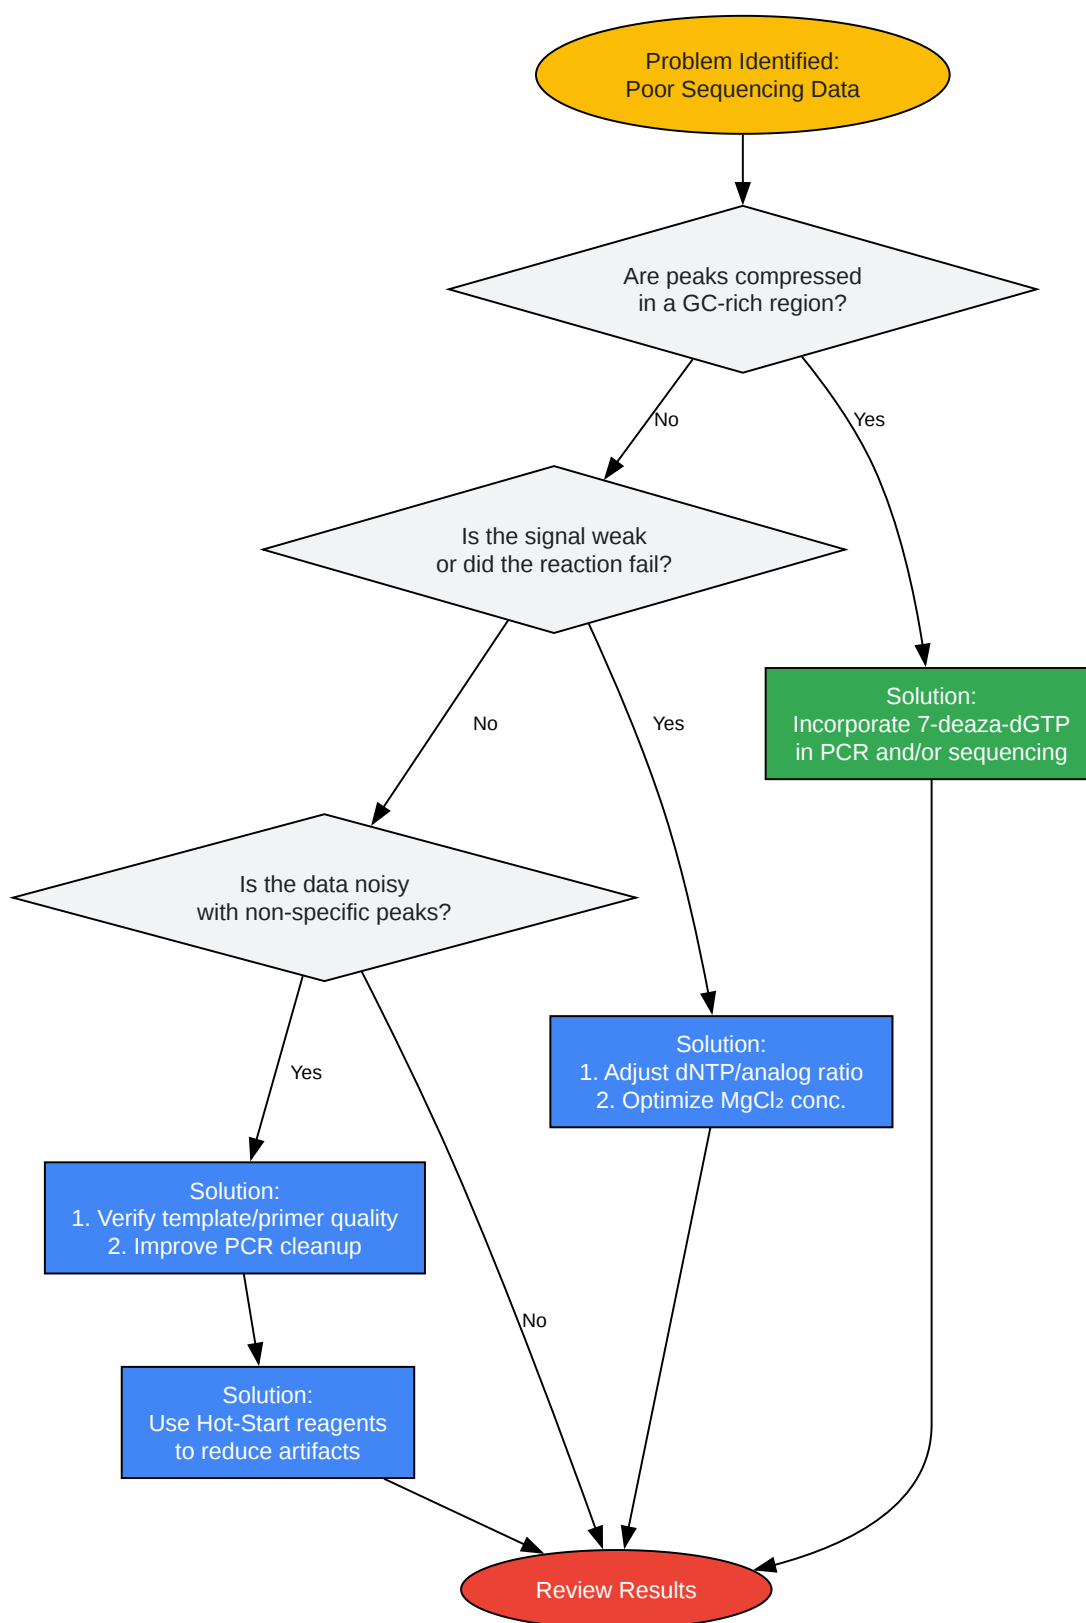 Problem Identified:
Poor Sequencing Data
Are peaks compressed
in a GC-rich region?
No
Yes
Is the signal weak
or did the reaction fail?
No
Yes
Solution:
Incorporate 7-deaza-dGTP
in PCR and/or sequencing
Is the data noisy
with non-specific peaks?
Yes
No
Solution:
1. Adjust dNTP/analog ratio
2. Optimize MgCl₂ conc.
Solution:
1. Verify template/primer quality
2. Improve PCR cleanup
Solution:
Use Hot-Start reagents
to reduce artifacts
Review Results